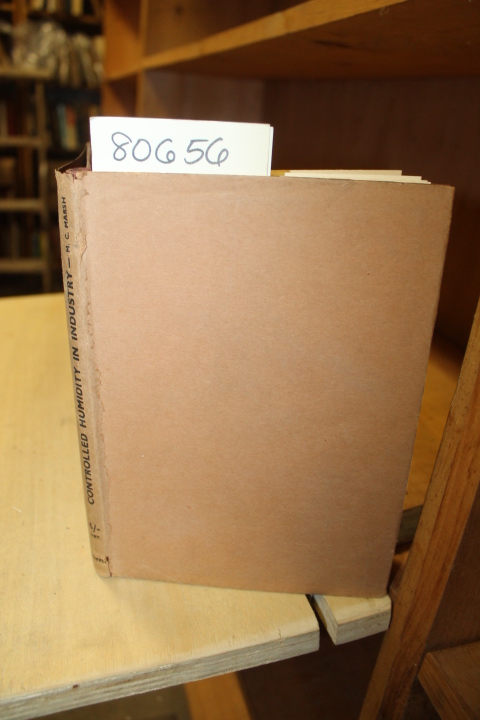 80656
CONTROLLED HUMIDITY IN INDUSTRY — M. C. MARSH